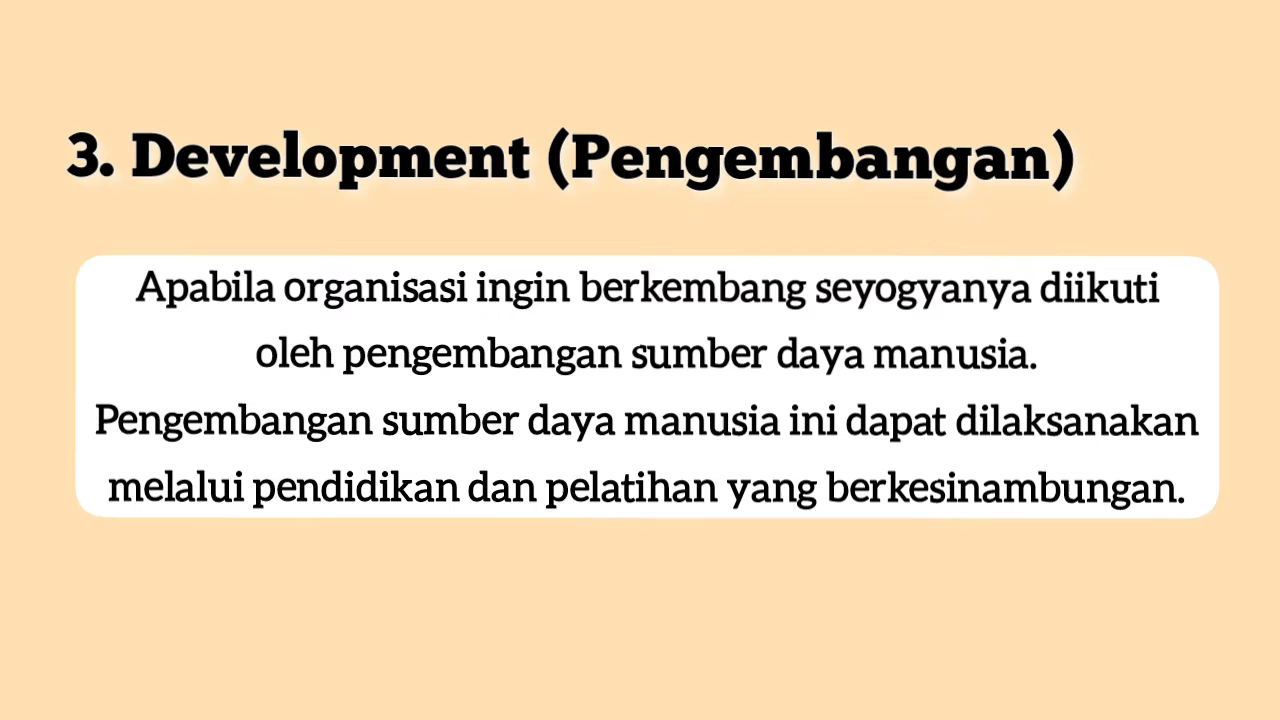 3. Development (Pengembangan)
Apabila organisasi ingin berkembang seyogyanya diikuti
oleh pengembangan sumber daya manusia.
Pengembangan sumber daya manusia ini dapat dilaksanakan
melalui pendidikan dan pelatihan yang berkesinambungan.